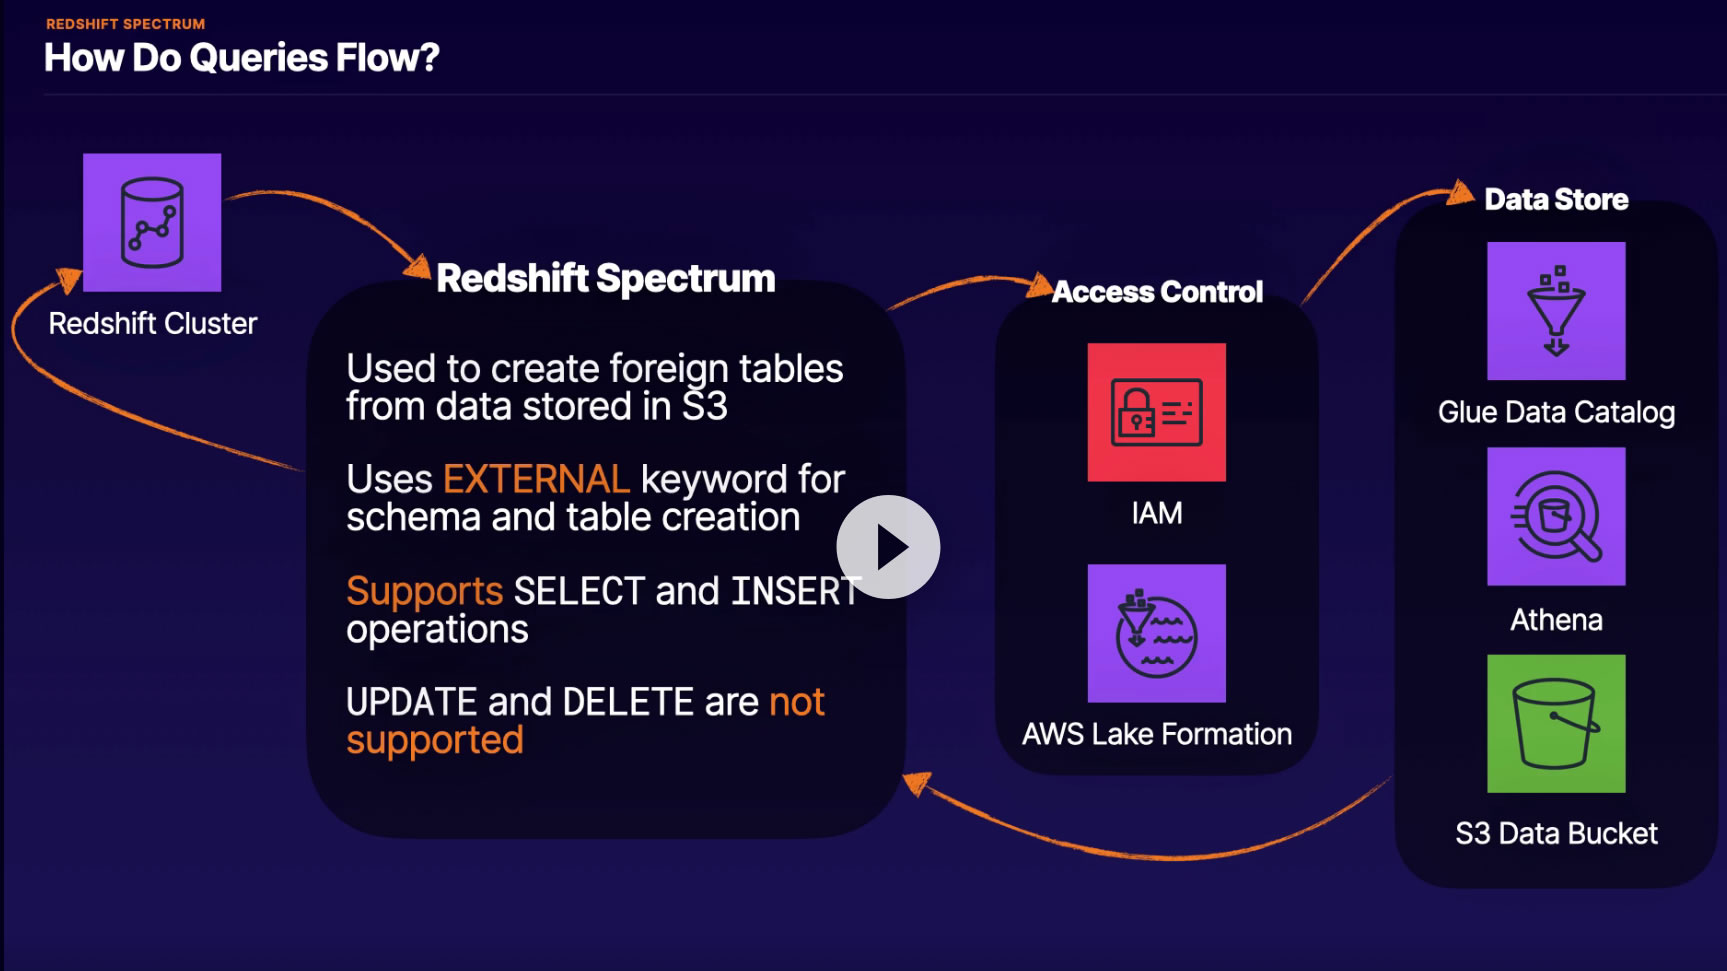 REDSHIFT SPECTRUM
How Do Queries Flow?
Redshift Cluster
Redshift Spectrum
Used to create foreign tables
from data stored in S3
Uses EXTERNAL keyword for
schema and table creation
Supports SELECT and INSERT
operations
UPDATE and DELETE are not
supported
Access Control
IAM
AWS Lake Formation
Data Store
Glue Data Catalog
Athena
S3 Data Bucket